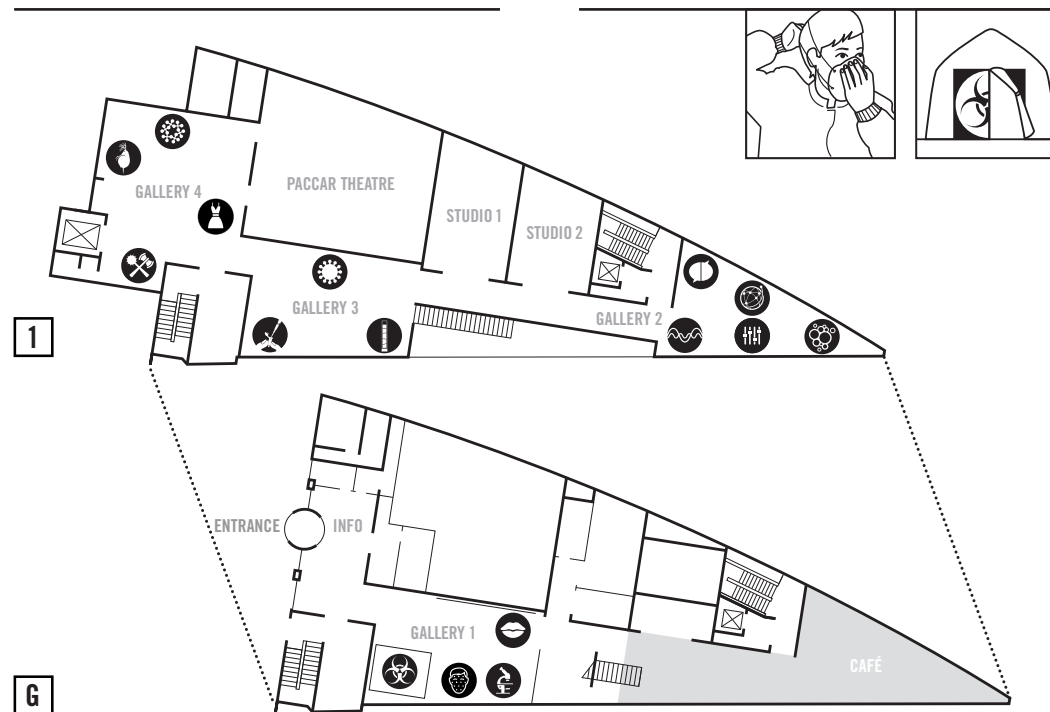 GALLERY 4
PACCAR THEATRE
STUDIO 1
STUDIO 2
GALLERY 3
GALLERY 2
1
ENTRANCE
INFO
GALLERY 1
CAFÉ
G